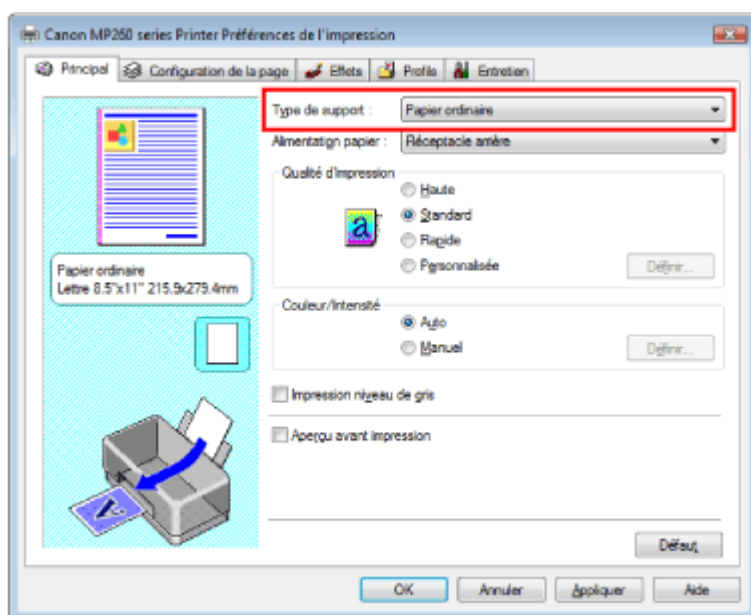 Canon MP260 series Printer Préférences de l'impression
Principal Configuration de la page Effets Profils Entretien
Type de support : Papier ordinaire
Alimentation papier : Réceptacle arrière
Qualité d'impression
Haute
Standard
Rapide
Personnalisée Définir...
a
Papier ordinaire
Lettre 8.5"x11" 215.9x279.4mm
Couleur/Intensité
Auto
Manuel Définir...
Impression niveau de gris
Aperçu avant impression
Défaut
OK Annuler Appliquer Aide